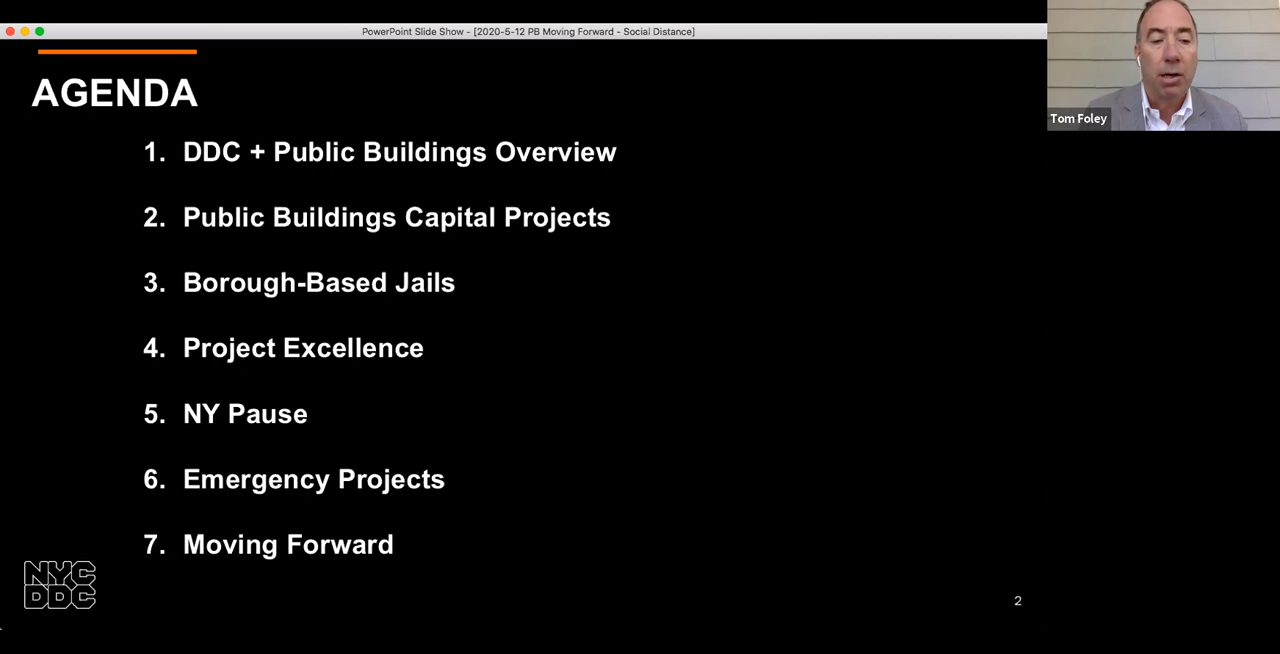 PowerPoint Slide Show - [2020-5-12 PB Moving Forward - Social Distance]
AGENDA
Tom Foley
1. DDC + Public Buildings Overview
2. Public Buildings Capital Projects
3. Borough-Based Jails
4. Project Excellence
5. NY Pause
6. Emergency Projects
7. Moving Forward
NYC
DDC
2